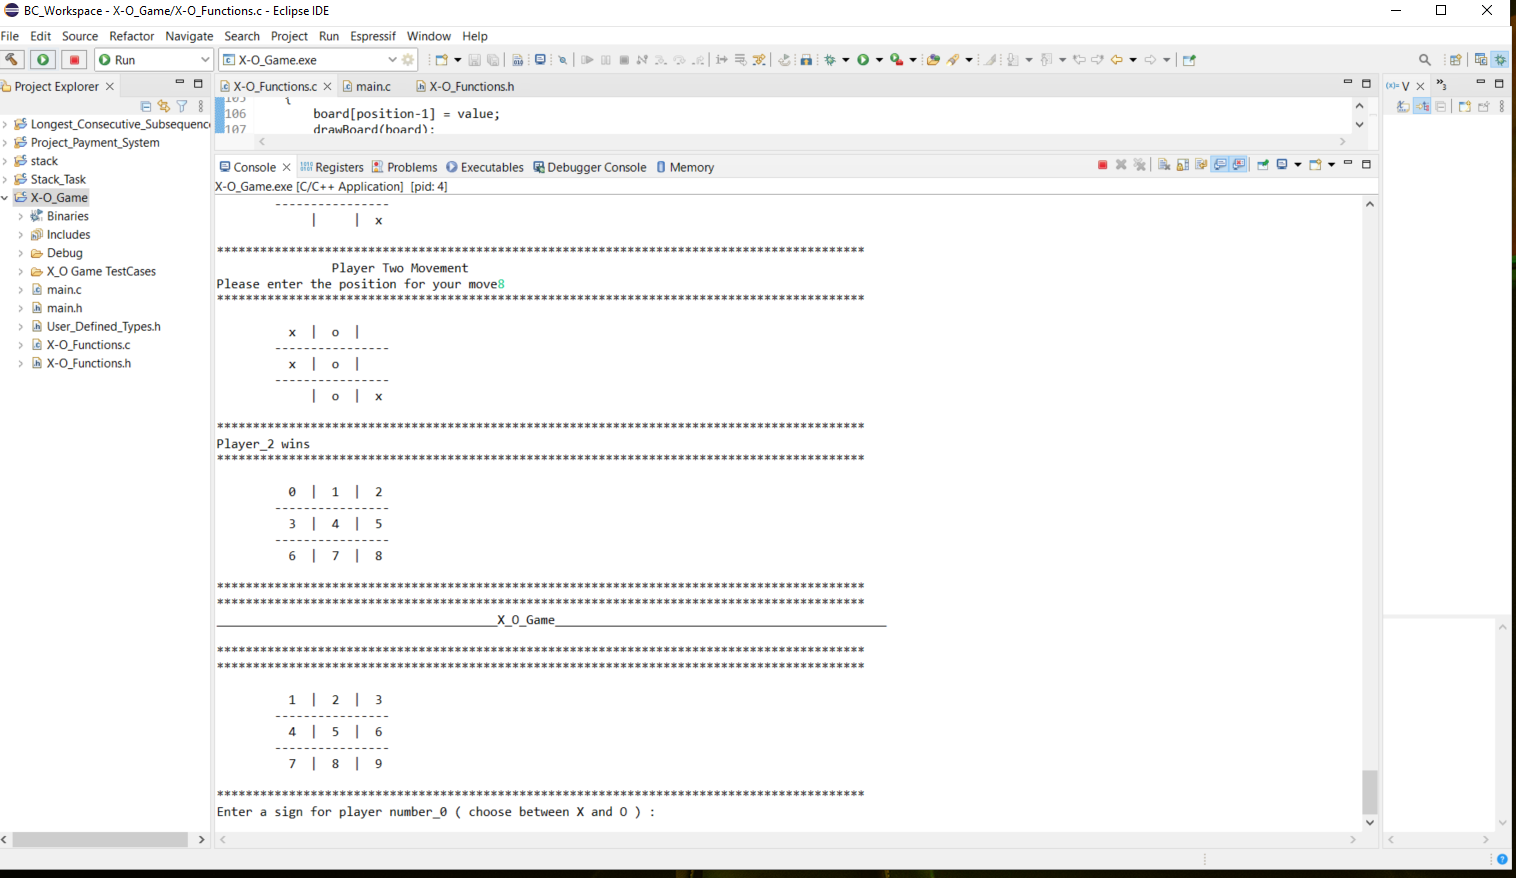 BC_Workspace - X-O_Game/X-O_Functions.c - Eclipse IDE
File Edit Source Refactor Navigate Search Project Run Espressif Window Help
Run X-O_Game.exe
Project Explorer
Longest_Consecutive_Subsequenc
Project_Payment_System
stack
Stack_Task
X-O_Game
Binaries
Includes
Debug
X_O Game TestCases
main.c
main.h
User_Defined_Types.h
X-O_Functions.c
X-O_Functions.h
X-O_Functions.c main.c X-O_Functions.h
105 {
106 board[position-1] = value;
107 drawBoard(board);
Console Registers Problems Executables Debugger Console Memory
X-O_Game.exe [C/C++ Application] [pid: 4]
----------------
| | x
******************************************************************************************
Player Two Movement
Please enter the position for your move8
******************************************************************************************
x | o |
----------------
x | o |
----------------
| o | x
******************************************************************************************
Player_2 wins
******************************************************************************************
0 | 1 | 2
----------------
3 | 4 | 5
----------------
6 | 7 | 8
******************************************************************************************
******************************************************************************************
_______________________________________X_O_Game______________________________________________
******************************************************************************************
******************************************************************************************
1 | 2 | 3
----------------
4 | 5 | 6
----------------
7 | 8 | 9
******************************************************************************************
Enter a sign for player number_0 ( choose between X and O ) :
(x)= V
»3